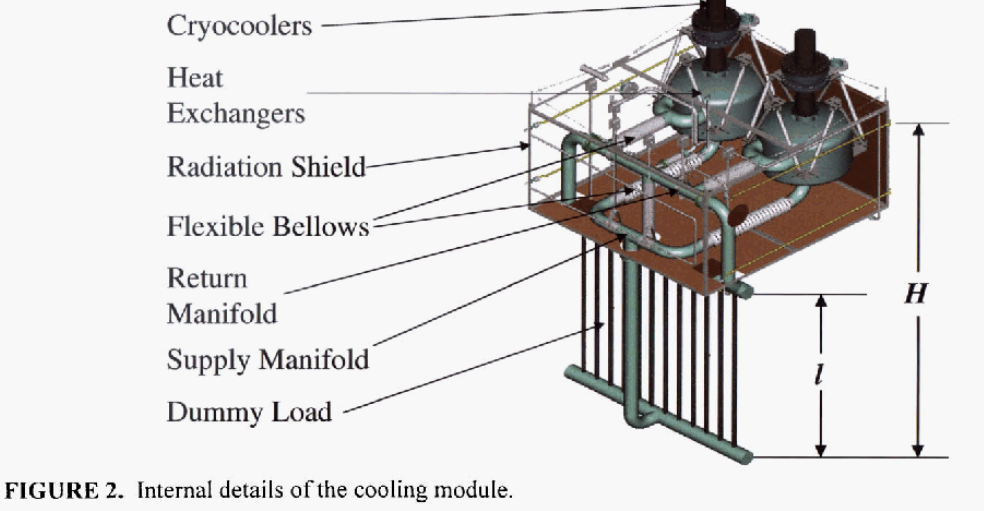 Cryocoolers
Heat
Exchangers
Radiation Shield
Flexible Bellows
Return
Manifold
Supply Manifold
Dummy Load
H
l
FIGURE 2. Internal details of the cooling module.